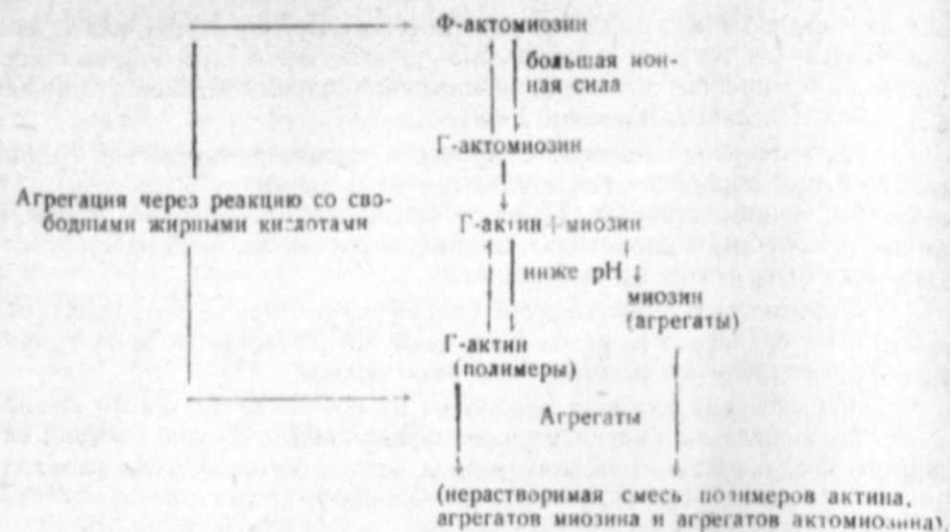 Ф-актомиозин
большая ион-
ная сила
Г-актомиозин
Агрегация через реакцию со сво-
бодными жирными кислотами
Г-актин+миозин
ниже pH ↓
миозин
(агрегаты)
Г-актин
(полимеры)
Агрегаты
(нерастворимая смесь полимеров актина,
агрегатов миозина и агрегатов актомиозина)